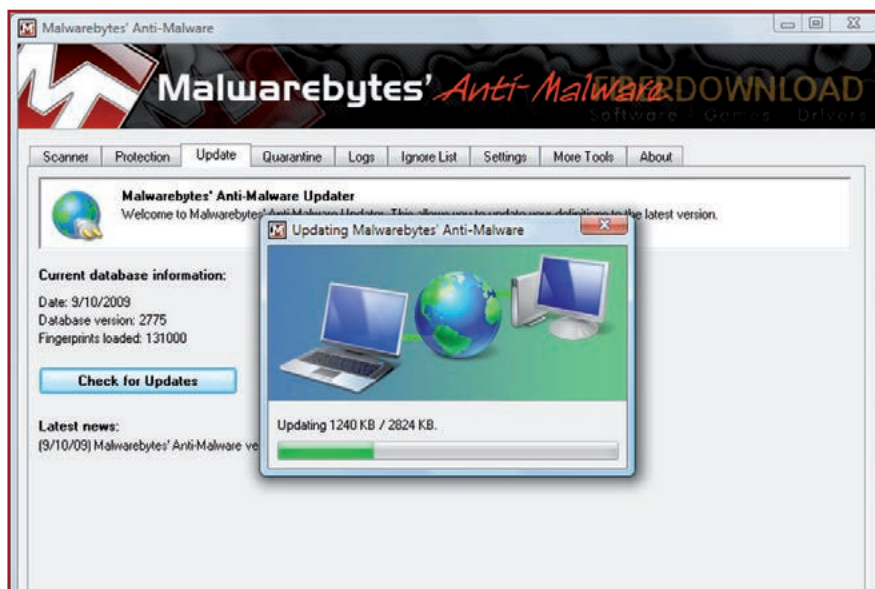 Malwarebytes' Anti-Malware
Malwarebytes' Anti-Malware
DOWNLOAD
Software Games Drivers
Scanner Protection Update Quarantine Logs Ignore List Settings More Tools About
Malwarebytes' Anti-Malware Updater
Welcome to Malwarebytes' Anti-Malware Updater. This allows you to update your definitions to the latest version.
Updating Malwarebytes' Anti-Malware
Current database information:
Date: 9/10/2009
Database version: 2775
Fingerprints loaded: 131000
Check for Updates
Updating 1240 KB / 2824 KB.
Latest news:
(9/10/09) Malwarebytes' Anti-Malware ve